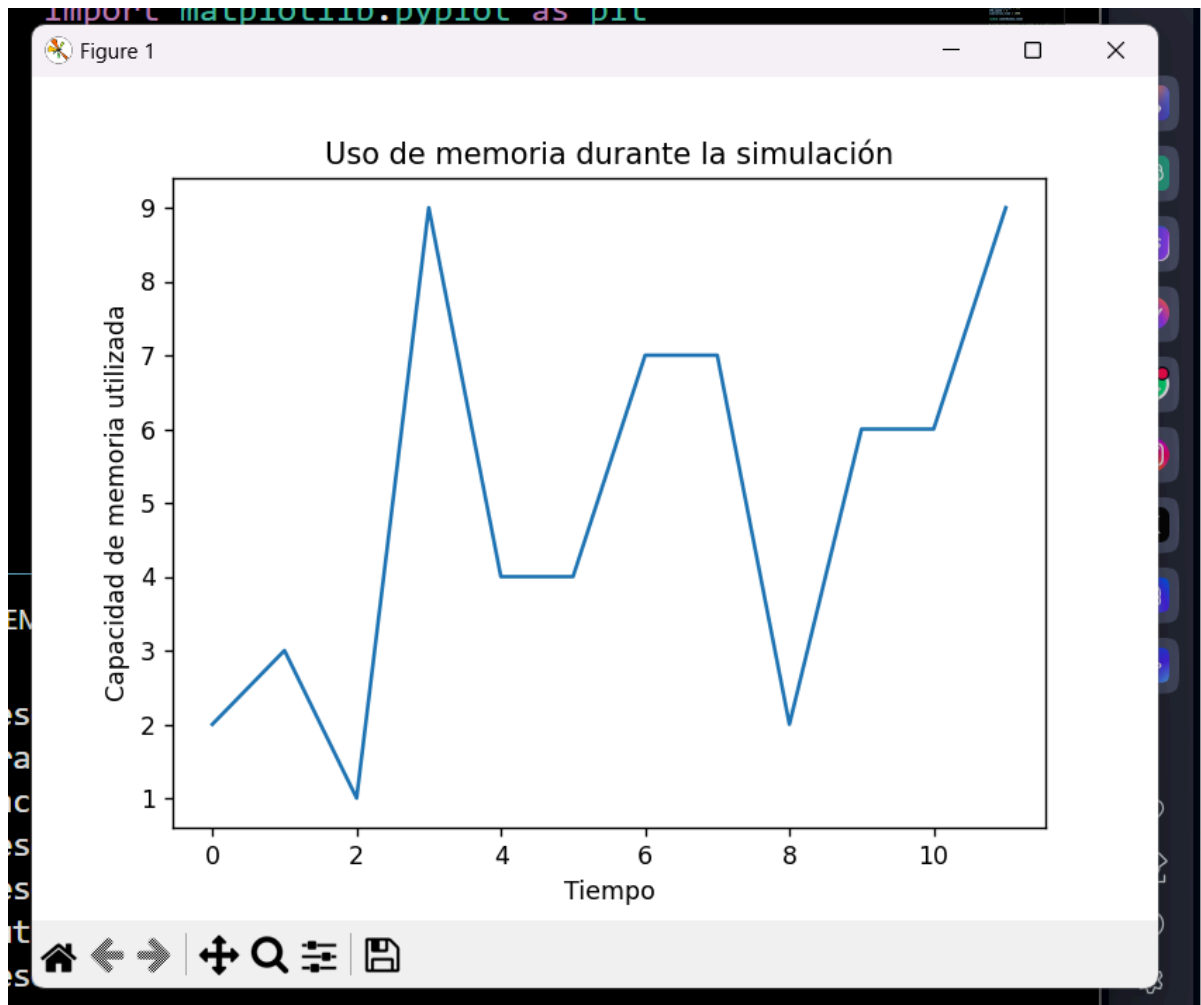 import matplotlib.pyplot as plt
Figure 1
Uso de memoria durante la simulación
9
8
7
6
5
4
3
2
1
Capacidad de memoria utilizada
0 2 4 6 8 10
Tiempo